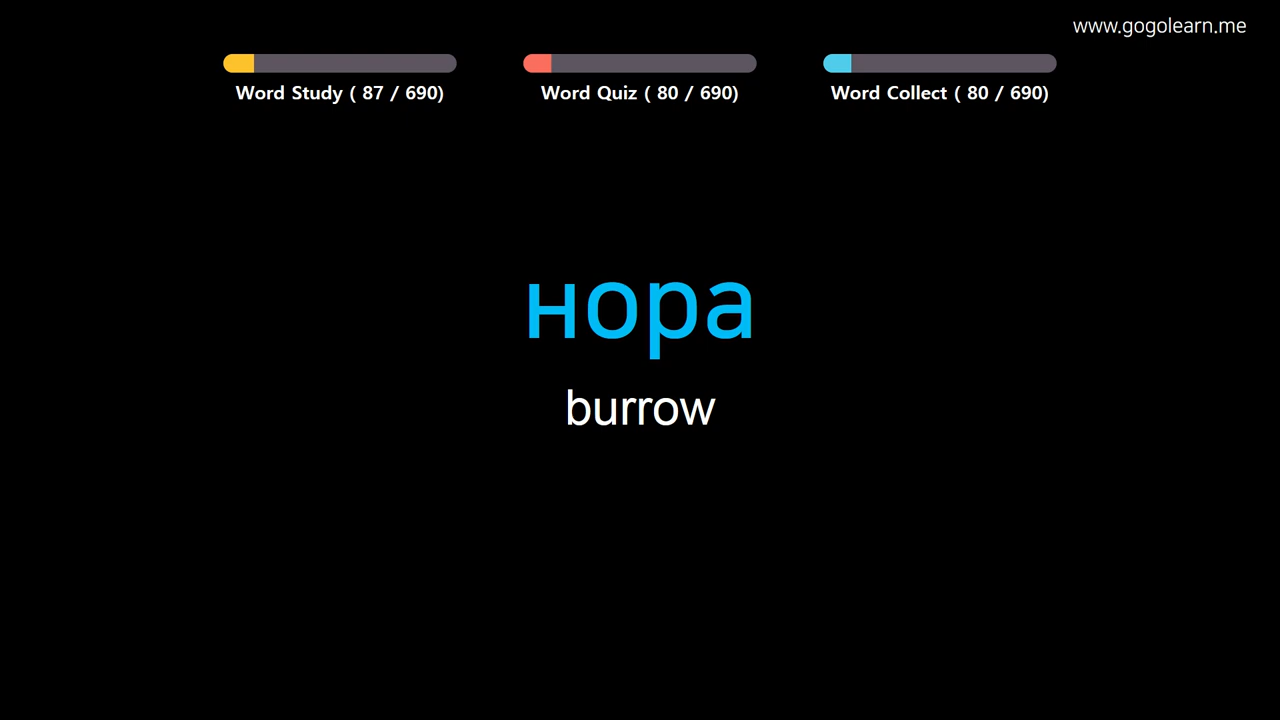 www.gogolearn.me
Word Study ( 87 / 690)
Word Quiz ( 80 / 690)
Word Collect ( 80 / 690)
нора
burrow